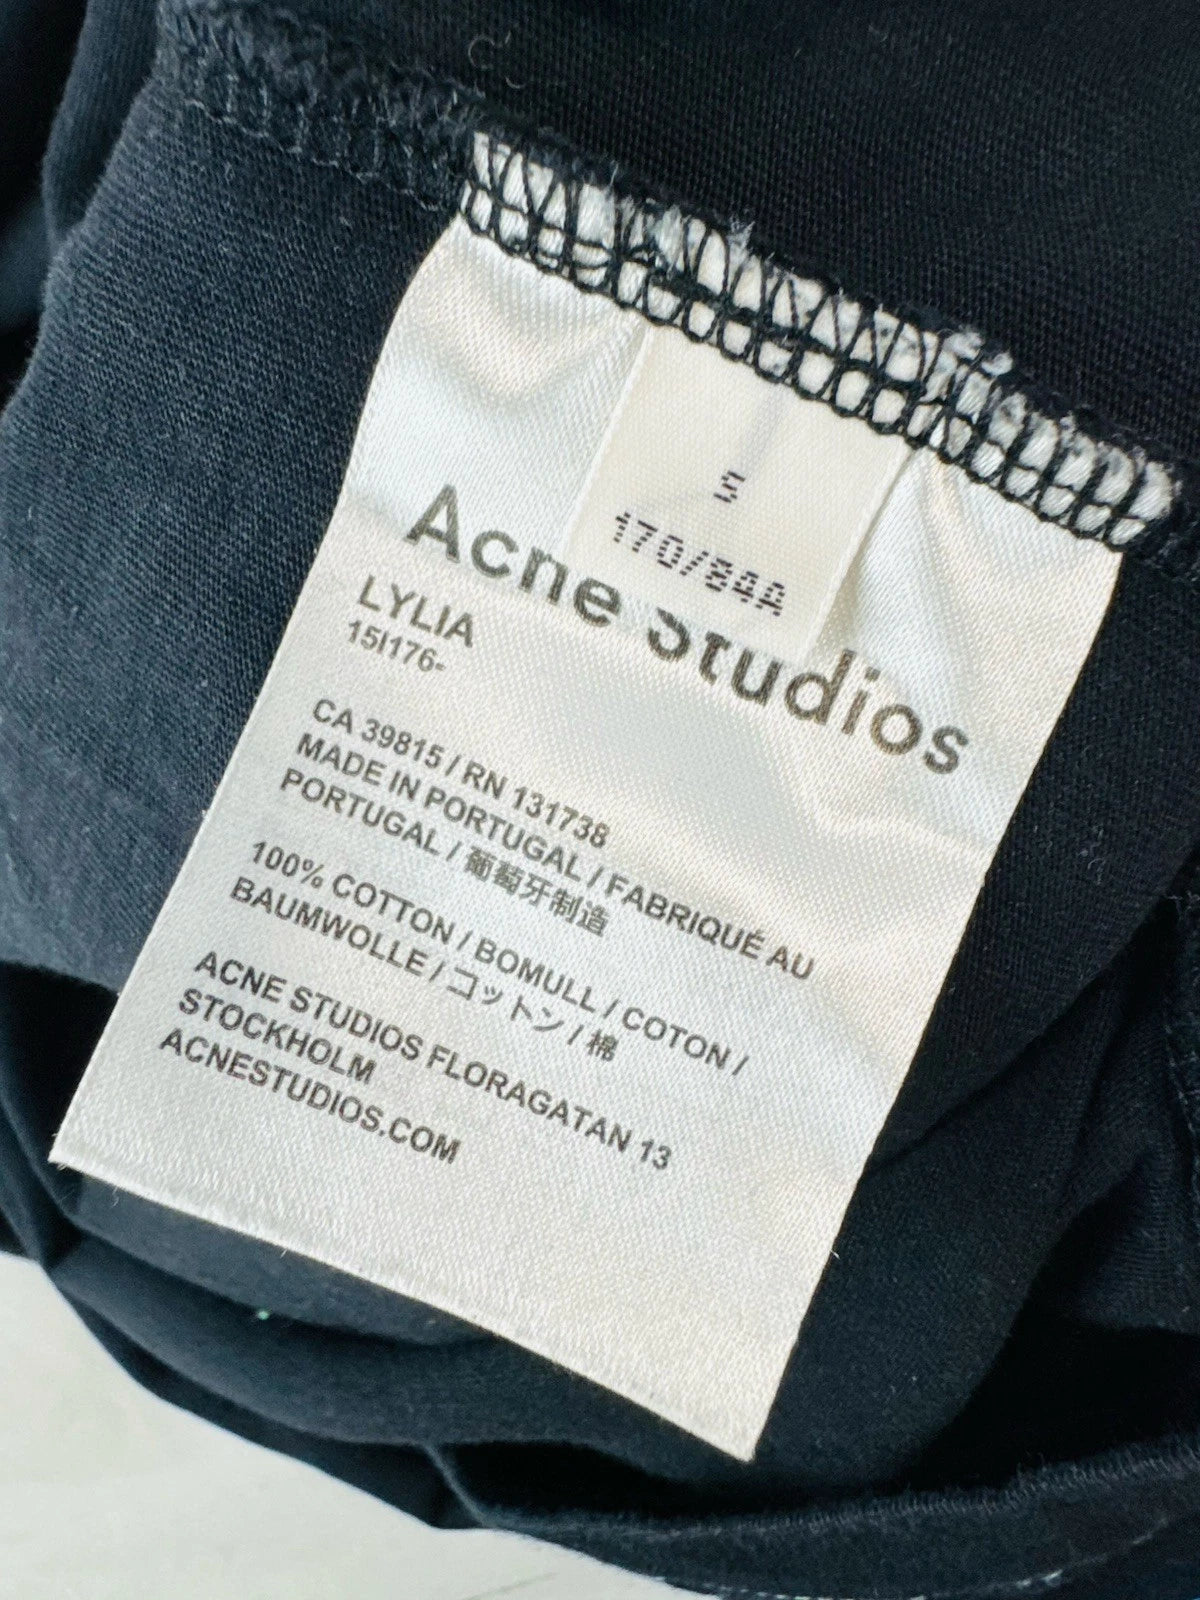 S
170/84A
Acne Studios
LYLIA
15I176-
CA 39815 / RN 131738
MADE IN PORTUGAL / FABRIQUÉ AU
PORTUGAL / 葡萄牙制造
100% COTTON / BOMULL / COTON /
BAUMWOLLE / コットン / 棉
ACNE STUDIOS FLORAGATAN 13
STOCKHOLM
ACNESTUDIOS.COM